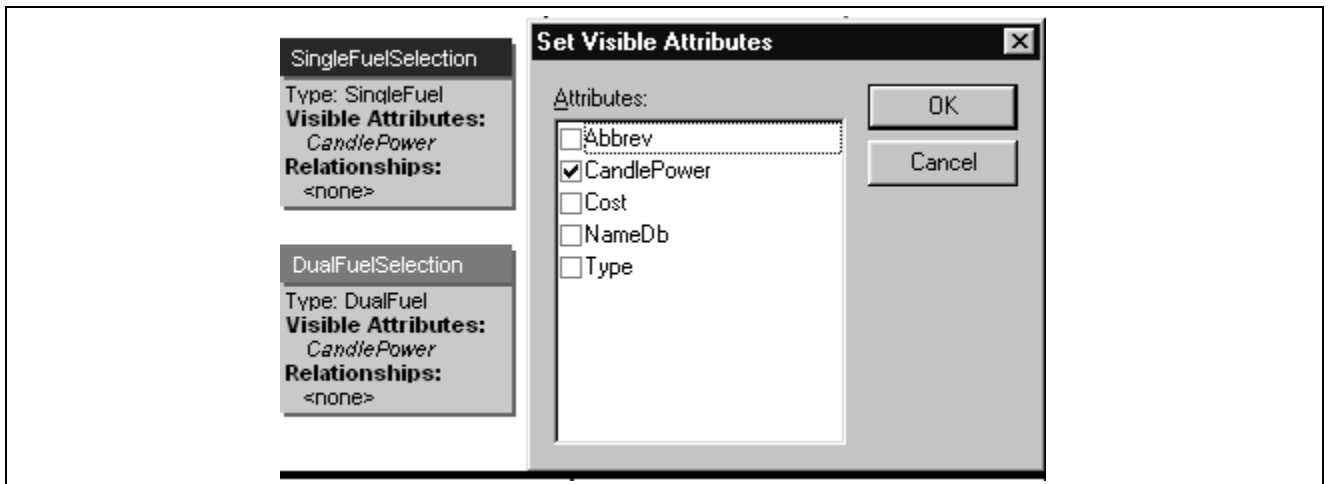 SingleFuelSelection
Type: SingleFuel
Visible Attributes:
CandlePower
Relationships:
<none>
DualFuelSelection
Type: DualFuel
Visible Attributes:
CandlePower
Relationships:
<none>
Set Visible Attributes
Attributes:
Abbrev
CandlePower
Cost
NameDb
Type
OK
Cancel